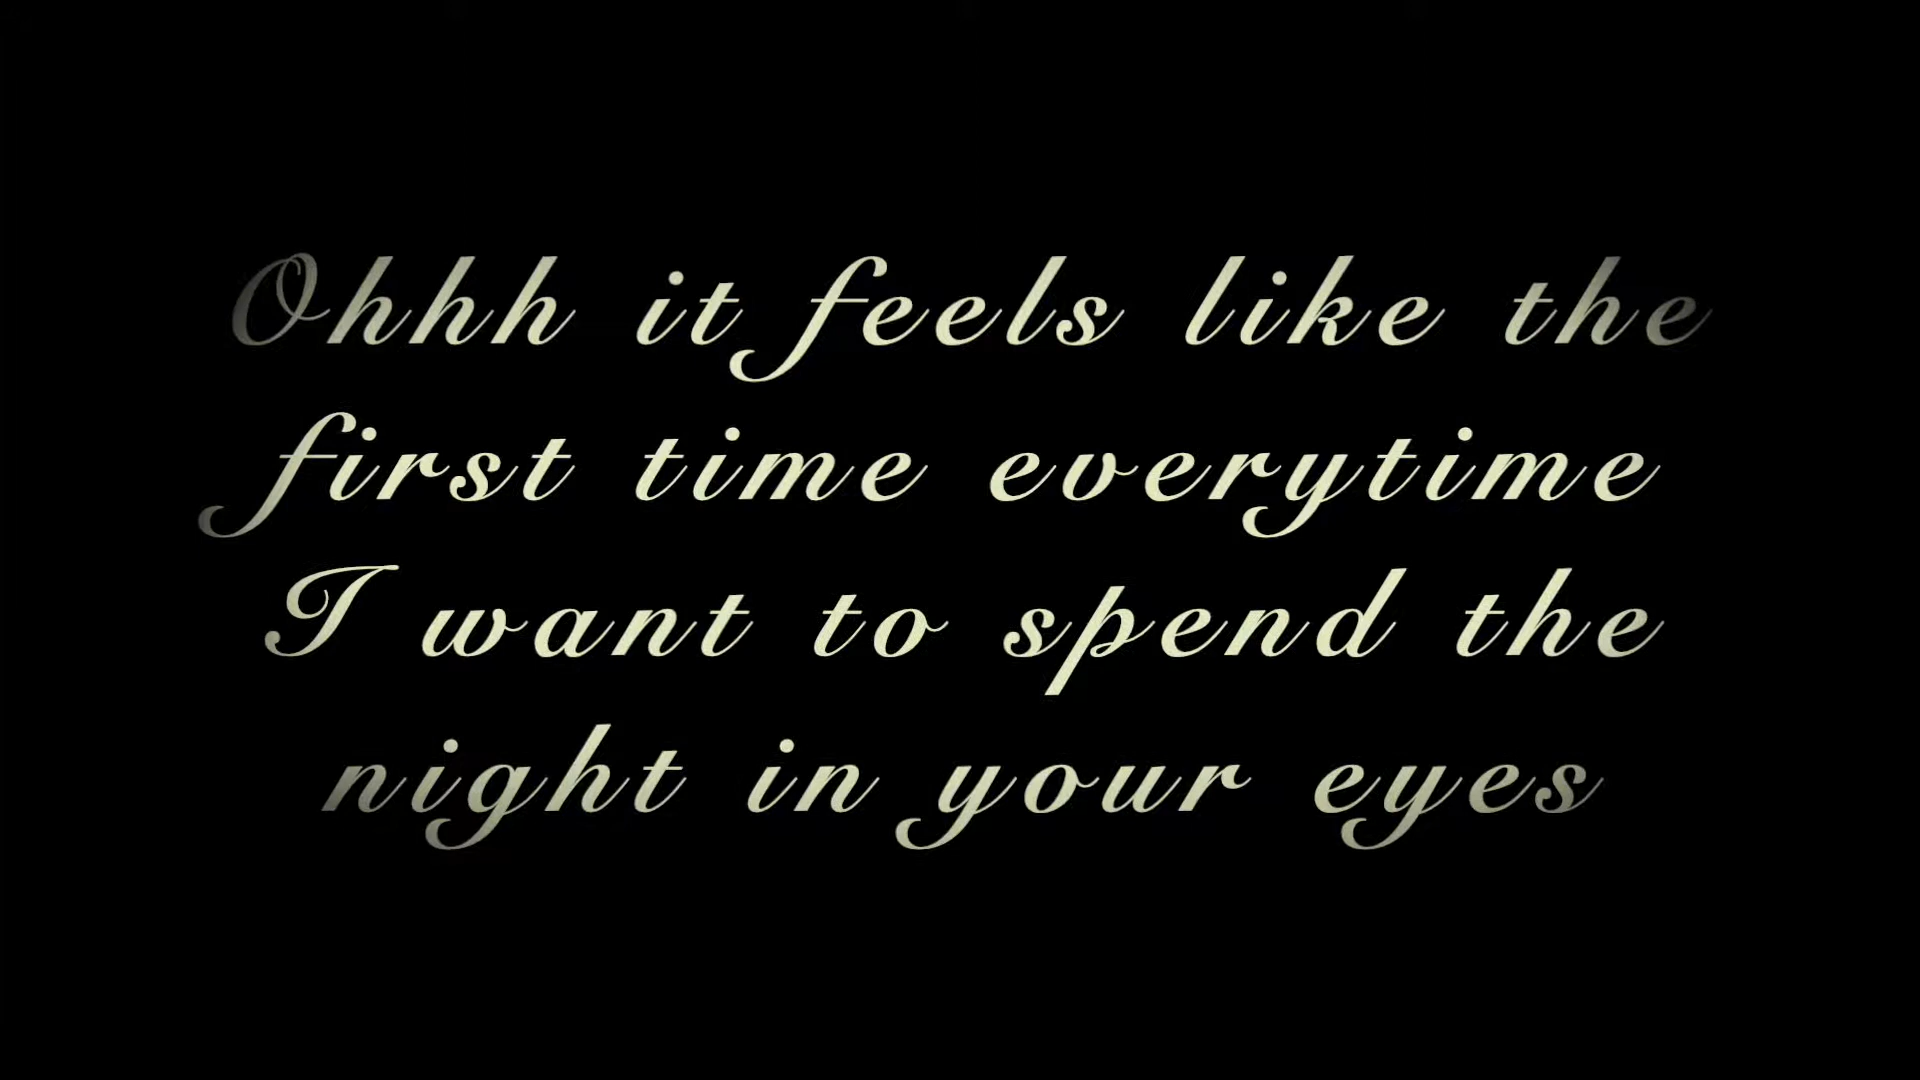 Ohhh it feels like the
first time everytime
I want to spend the
night in your eyes